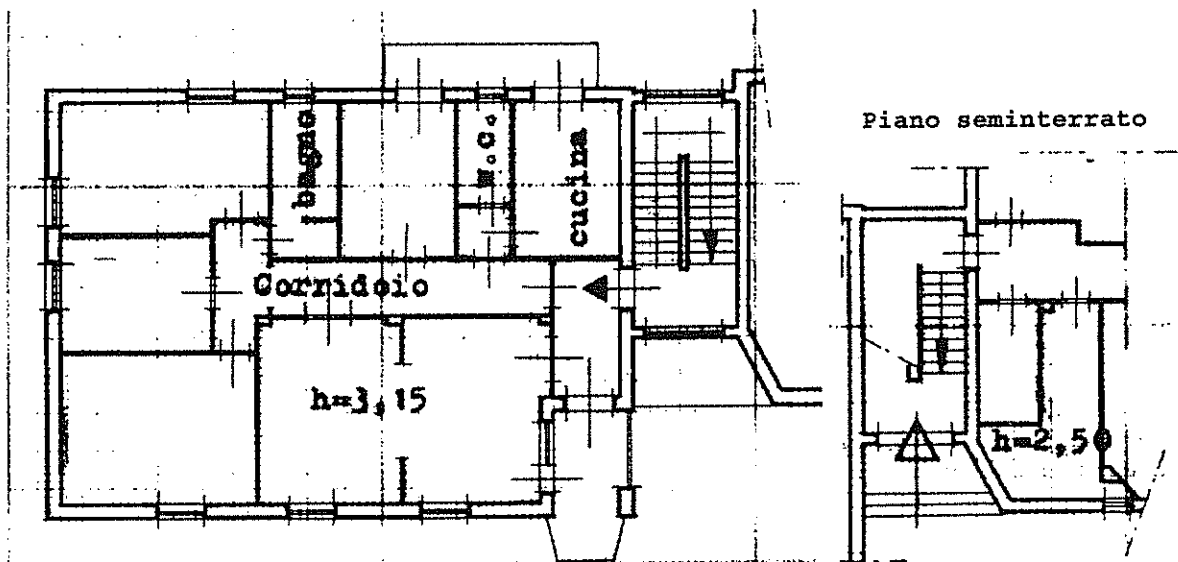 Piano seminterrato
bagno
w.c.
cucina
Corridoio
h=3,15
h=2,50